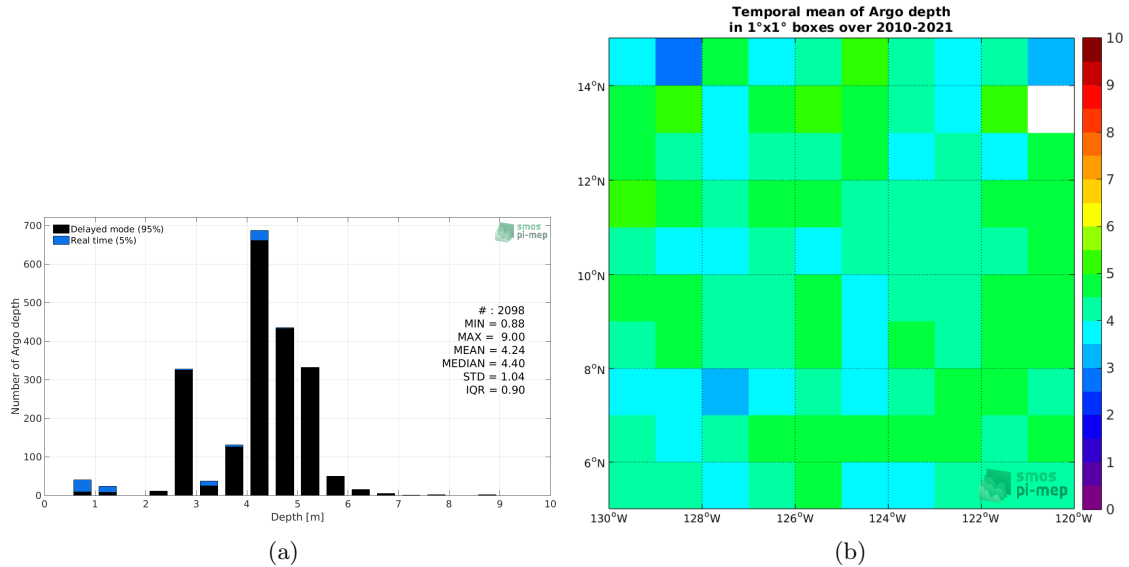 Temporal mean of Argo depth
in 1°x1° boxes over 2010-2021
700
600
500
400
300
200
100
0
Number of Argo depth
Delayed mode (95%)
Real time (5%)
smos
pi-mep
# : 2098
MIN = 0.88
MAX = 9.00
MEAN = 4.24
MEDIAN = 4.40
STD = 1.04
IQR = 0.90
0 1 2 3 4 5 6 7 8 9 10
Depth [m]
(a)
14°N
12°N
10°N
8°N
6°N
130°W 128°W 126°W 124°W 122°W 120°W
smos
pi-mep
10
9
8
7
6
5
4
3
2
1
0
(b)